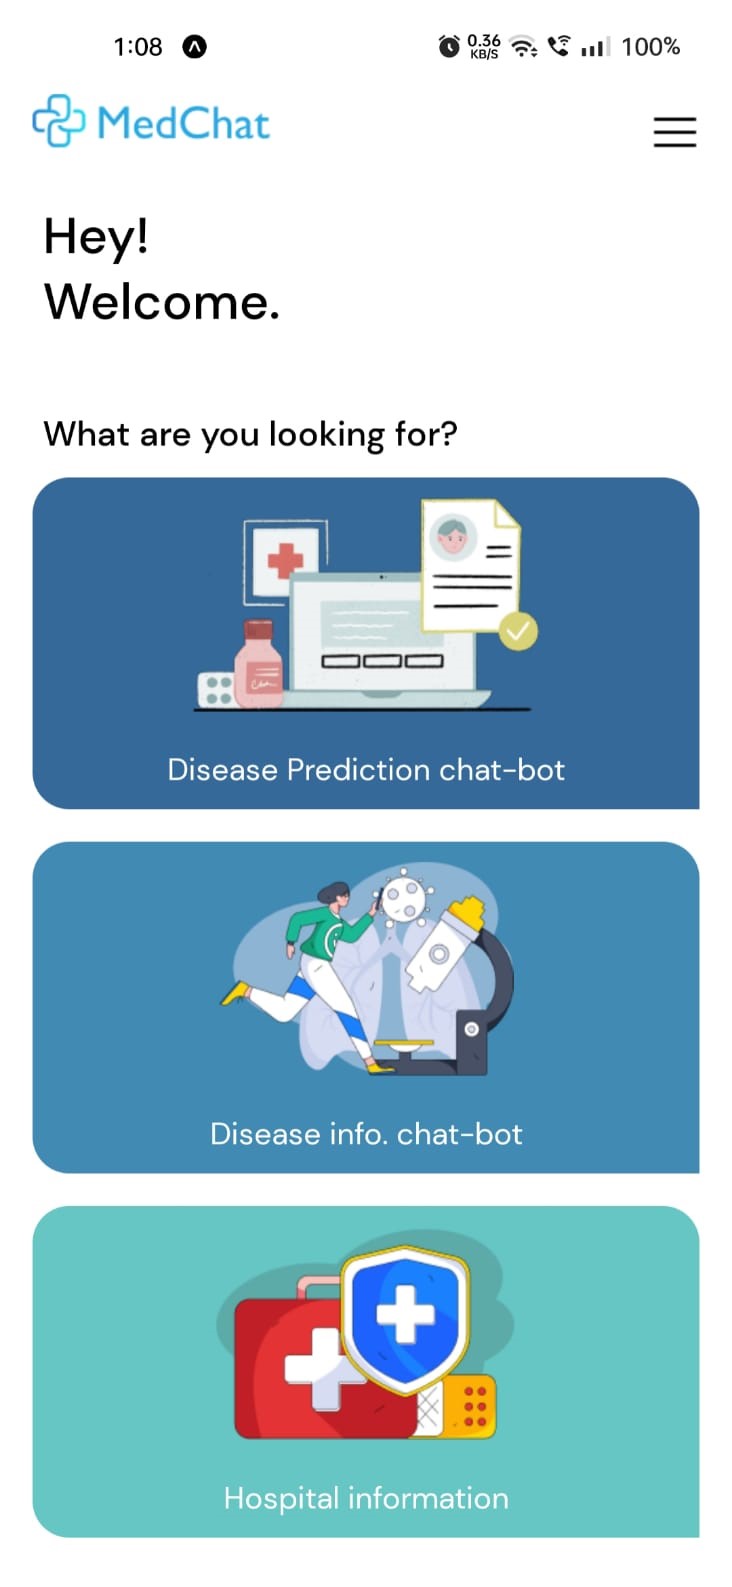 1:08 0.36 KB/S 100%
MedChat
Hey!
Welcome.
What are you looking for?
Disease Prediction chat-bot
Disease info. chat-bot
Hospital information